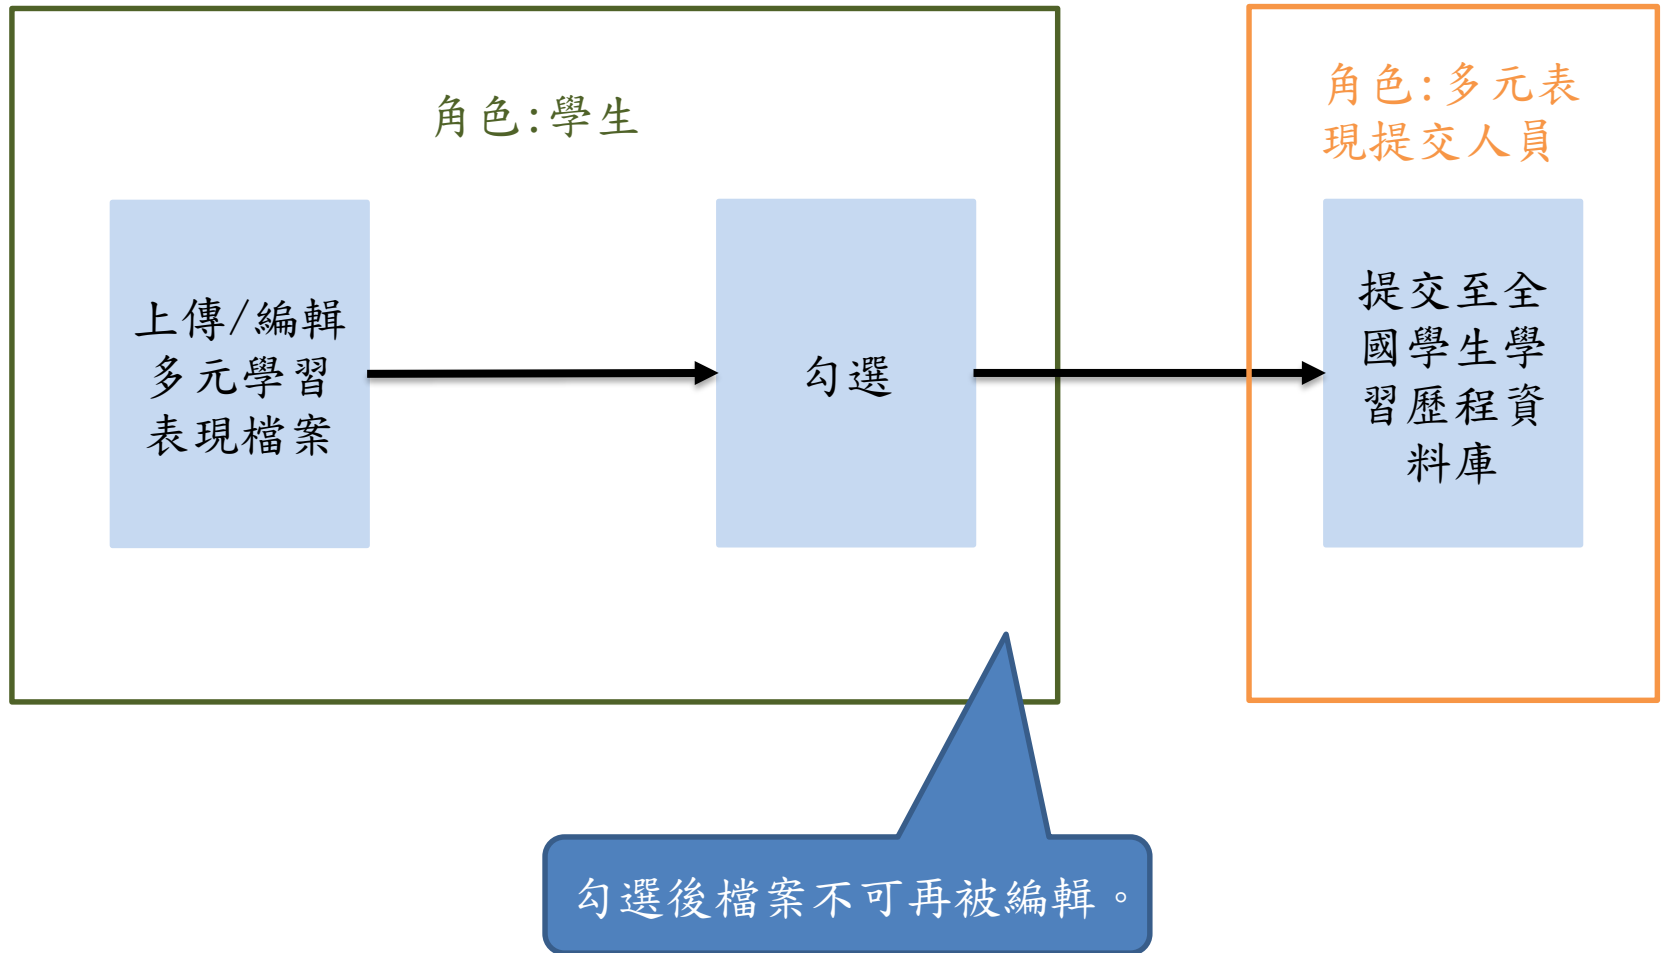 角色:學生
上傳/編輯
多元學習
表現檔案
勾選
角色:多元表
現提交人員
提交至全
國學生學
習歷程資
料庫
勾選後檔案不可再被編輯。